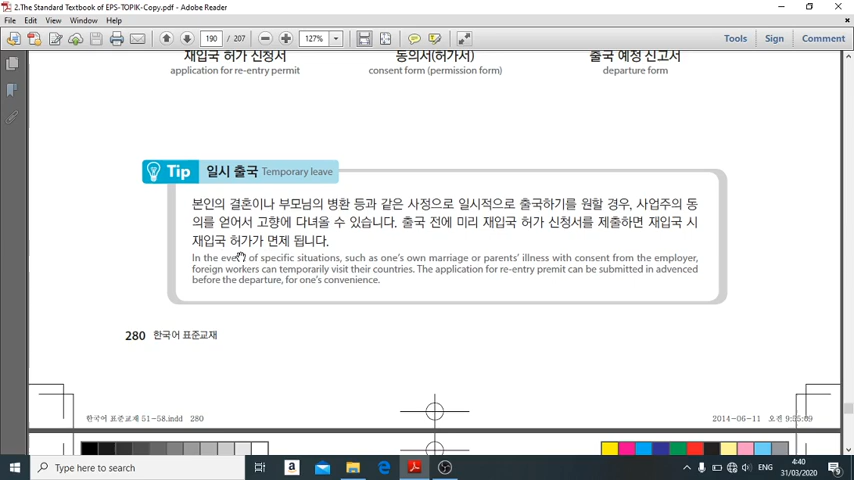 2.The Standard Textbook of EPS-TOPIK-Copy.pdf - Adobe Reader
File Edit View Window Help
190 / 207 127% Tools Sign Comment
재입국 허가 신청서 동의서(허가서) 출국 예정 신고서
application for re-entry permit consent form (permission form) departure form
Tip 일시 출국 Temporary leave
본인의 결혼이나 부모님의 병환 등과 같은 사정으로 일시적으로 출국하기를 원할 경우, 사업주의 동
의를 얻어서 고향에 다녀올 수 있습니다. 출국 전에 미리 재입국 허가 신청서를 제출하면 재입국 시
재입국 허가가 면제 됩니다.
In the event of specific situations, such as one's own marriage or parents' illness with consent from the employer,
foreign workers can temporarily visit their countries. The application for re-entry premit can be submitted in advanced
before the departure, for one's convenience.
280 한국어 표준교재
한국어 표준교재 51-58.indd 280 2014-06-11 오전 9:55:09
Type here to search
a
ENG
4:40
31/03/2020
9